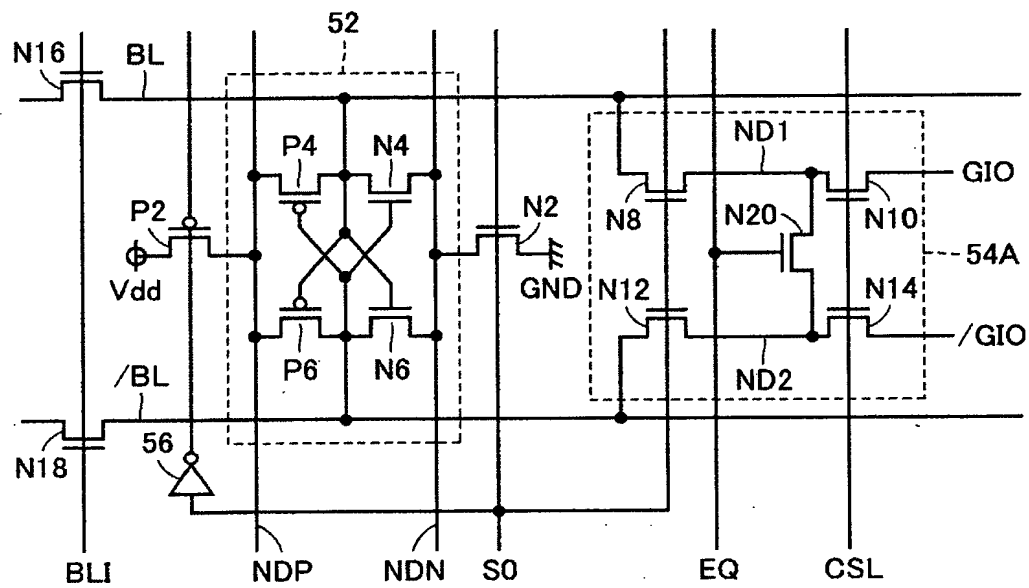 52
N16
BL
P4
N4
ND1
GIO
N8
N20
N10
P2
N2
54A
Vdd
GND
N12
N14
P6
N6
/GIO
/BL
ND2
N18
56
BLI
NDP
NDN
S0
EQ
CSL